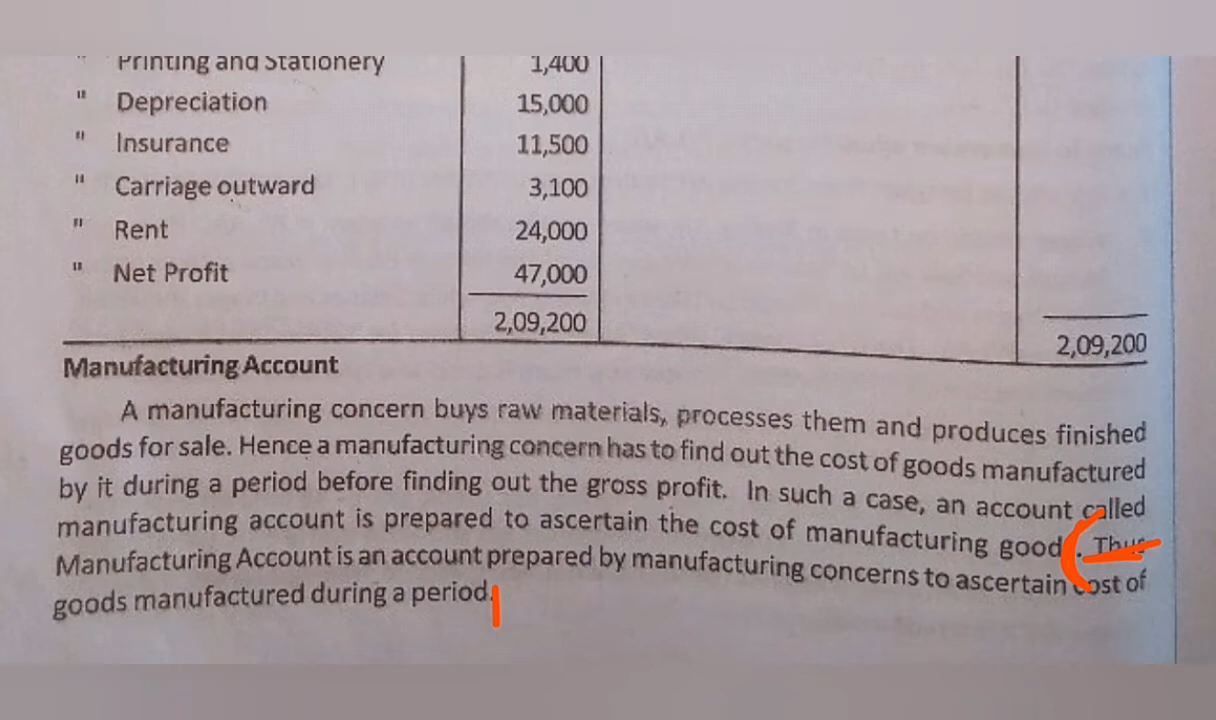 " Printing and Stationery 1,400
" Depreciation 15,000
" Insurance 11,500
" Carriage outward 3,100
" Rent 24,000
" Net Profit 47,000
2,09,200 2,09,200
Manufacturing Account
A manufacturing concern buys raw materials, processes them and produces finished
goods for sale. Hence a manufacturing concern has to find out the cost of goods manufactured
by it during a period before finding out the gross profit. In such a case, an account called
manufacturing account is prepared to ascertain the cost of manufacturing goods. Thus
Manufacturing Account is an account prepared by manufacturing concerns to ascertain cost of
goods manufactured during a period.